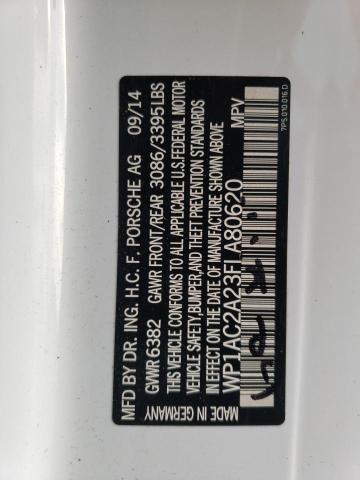 MFD BY DR. ING. H.C. F. PORSCHE AG 09/14
GVWR 6382 GAWR FRONT/REAR 3086/3395LBS
THIS VEHICLE CONFORMS TO ALL APPLICABLE U.S. FEDERAL MOTOR
VEHICLE SAFETY,BUMPER,AND THEFT PREVENTION STANDARDS
IN EFFECT ON THE DATE OF MANUFACTURE SHOWN ABOVE
WP1AC2A23FLA80620 MPV
MADE IN GERMANY
7P5.010.016.D